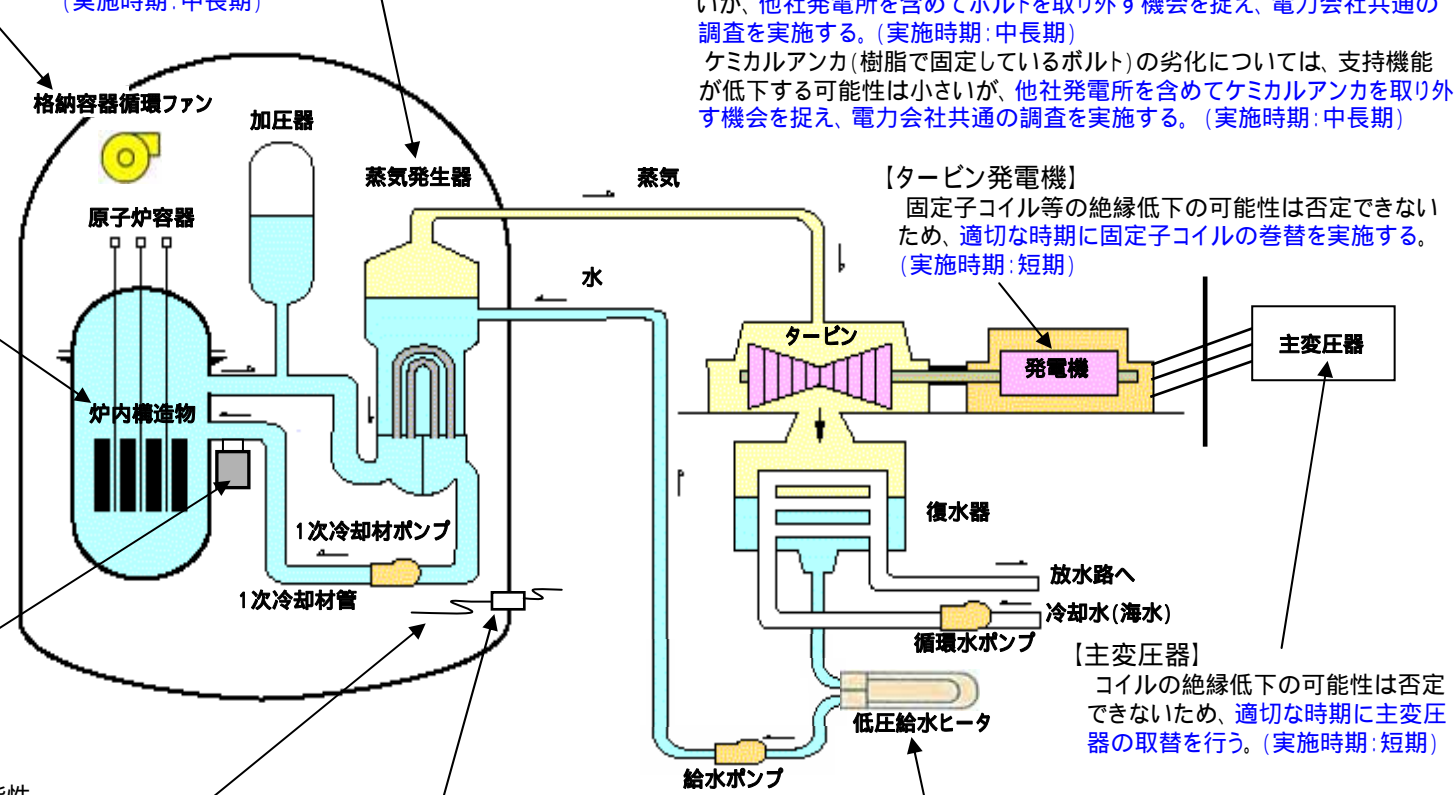 (実施時期:中長期)
いが、他社発電所を含めてボルトを取り外す機会を捉え、電力会社共通の
調査を実施する。(実施時期:中長期)
ケミカルアンカ(樹脂で固定しているボルト)の劣化については、支持機能
が低下する可能性は小さいが、他社発電所を含めてケミカルアンカを取り外
す機会を捉え、電力会社共通の調査を実施する。(実施時期:中長期)
格納容器循環ファン
加圧器
蒸気発生器
蒸気
【タービン発電機】
固定子コイル等の絶縁低下の可能性は否定できない
ため、適切な時期に固定子コイルの巻替を実施する。
(実施時期:短期)
原子炉容器
水
タービン
発電機
主変圧器
炉内構造物
復水器
1次冷却材ポンプ
1次冷却材管
放水路へ
冷却水(海水)
循環水ポンプ
【主変圧器】
コイルの絶縁低下の可能性は否定
できないため、適切な時期に主変圧
器の取替を行う。(実施時期:短期)
低圧給水ヒータ
給水ポンプ
能性